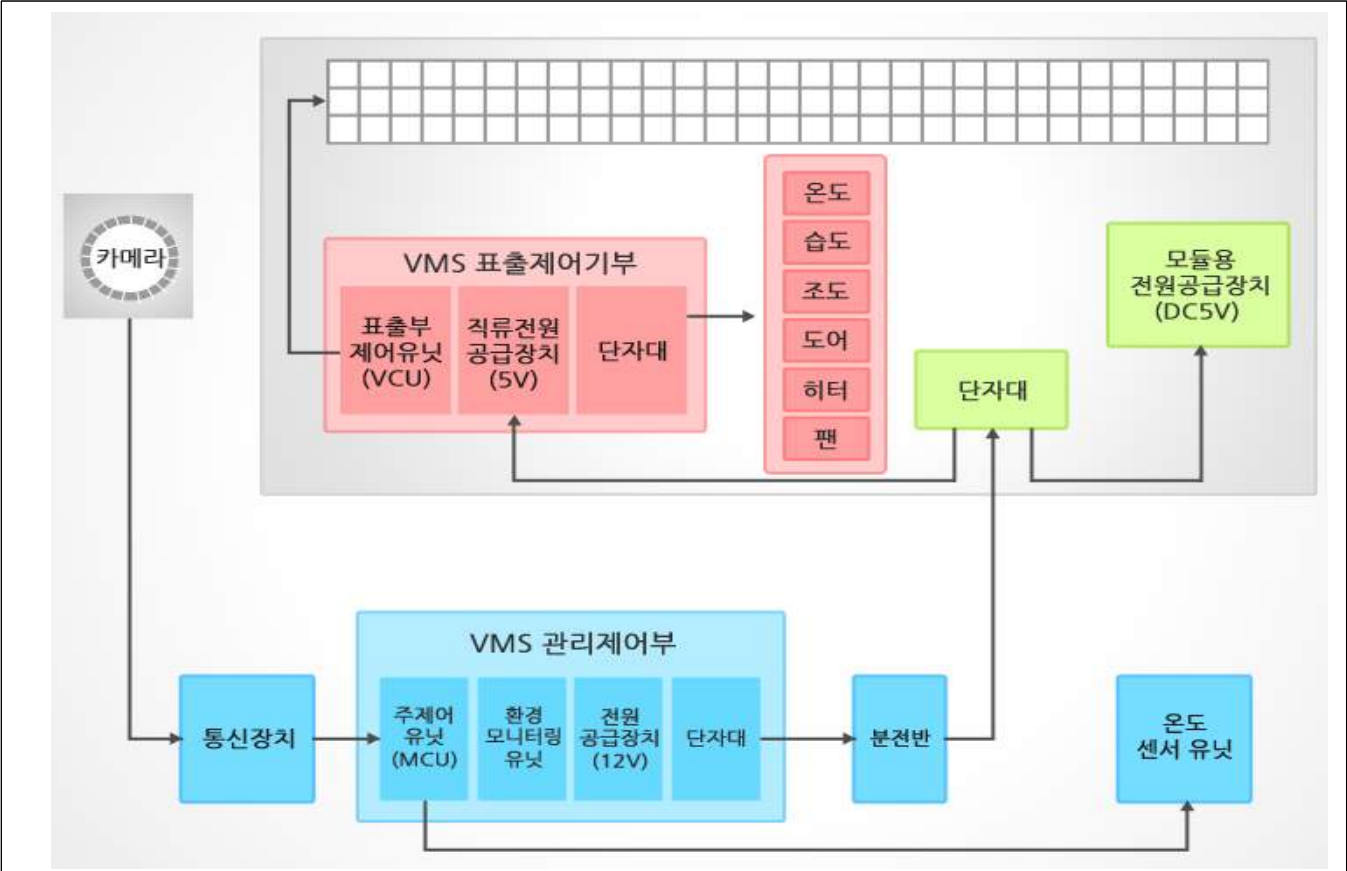 카메라
VMS 표출제어기부
표출부
제어유닛
(VCU)
직류전원
공급장치
(5V)
단자대
온도
습도
조도
도어
히터
팬
단자대
모듈용
전원공급장치
(DC5V)
VMS 관리제어부
통신장치
주제어
유닛
(MCU)
환경
모니터링
유닛
전원
공급장치
(12V)
단자대
분전반
온도
센서 유닛